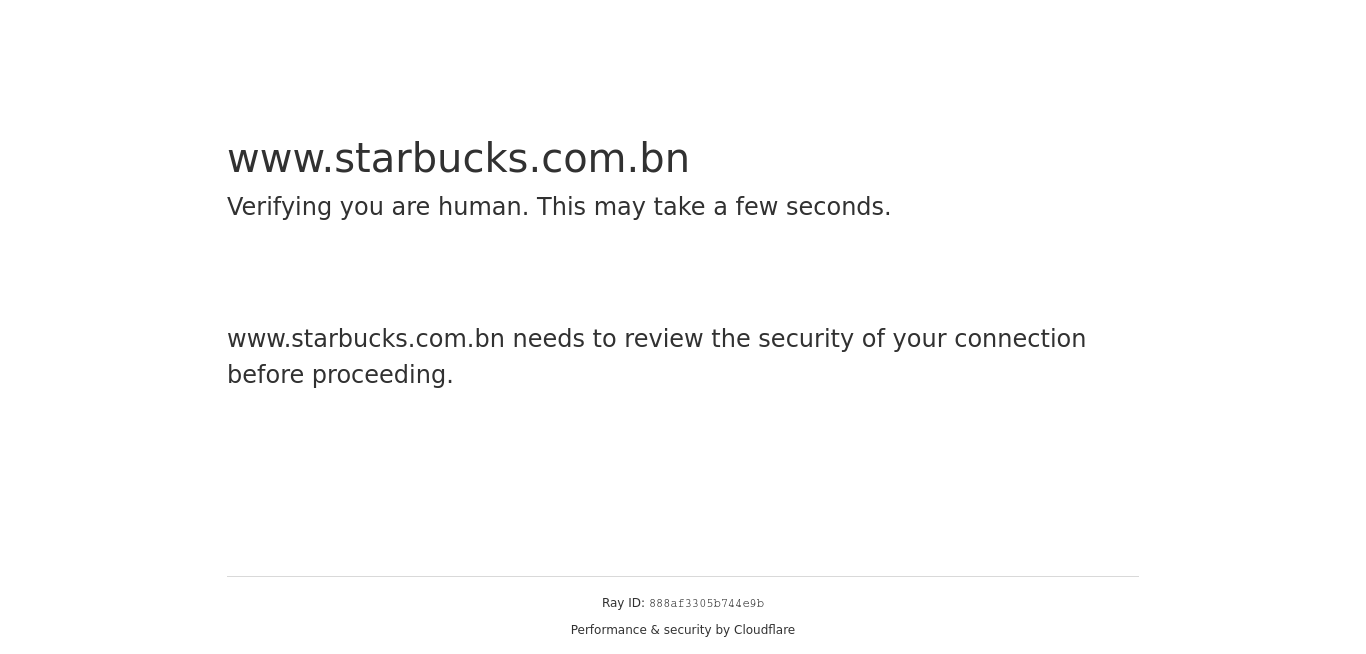 www.starbucks.com.bn
Verifying you are human. This may take a few seconds.
www.starbucks.com.bn needs to review the security of your connection
before proceeding.
Ray ID: 888af3305b744e9b
Performance & security by Cloudflare